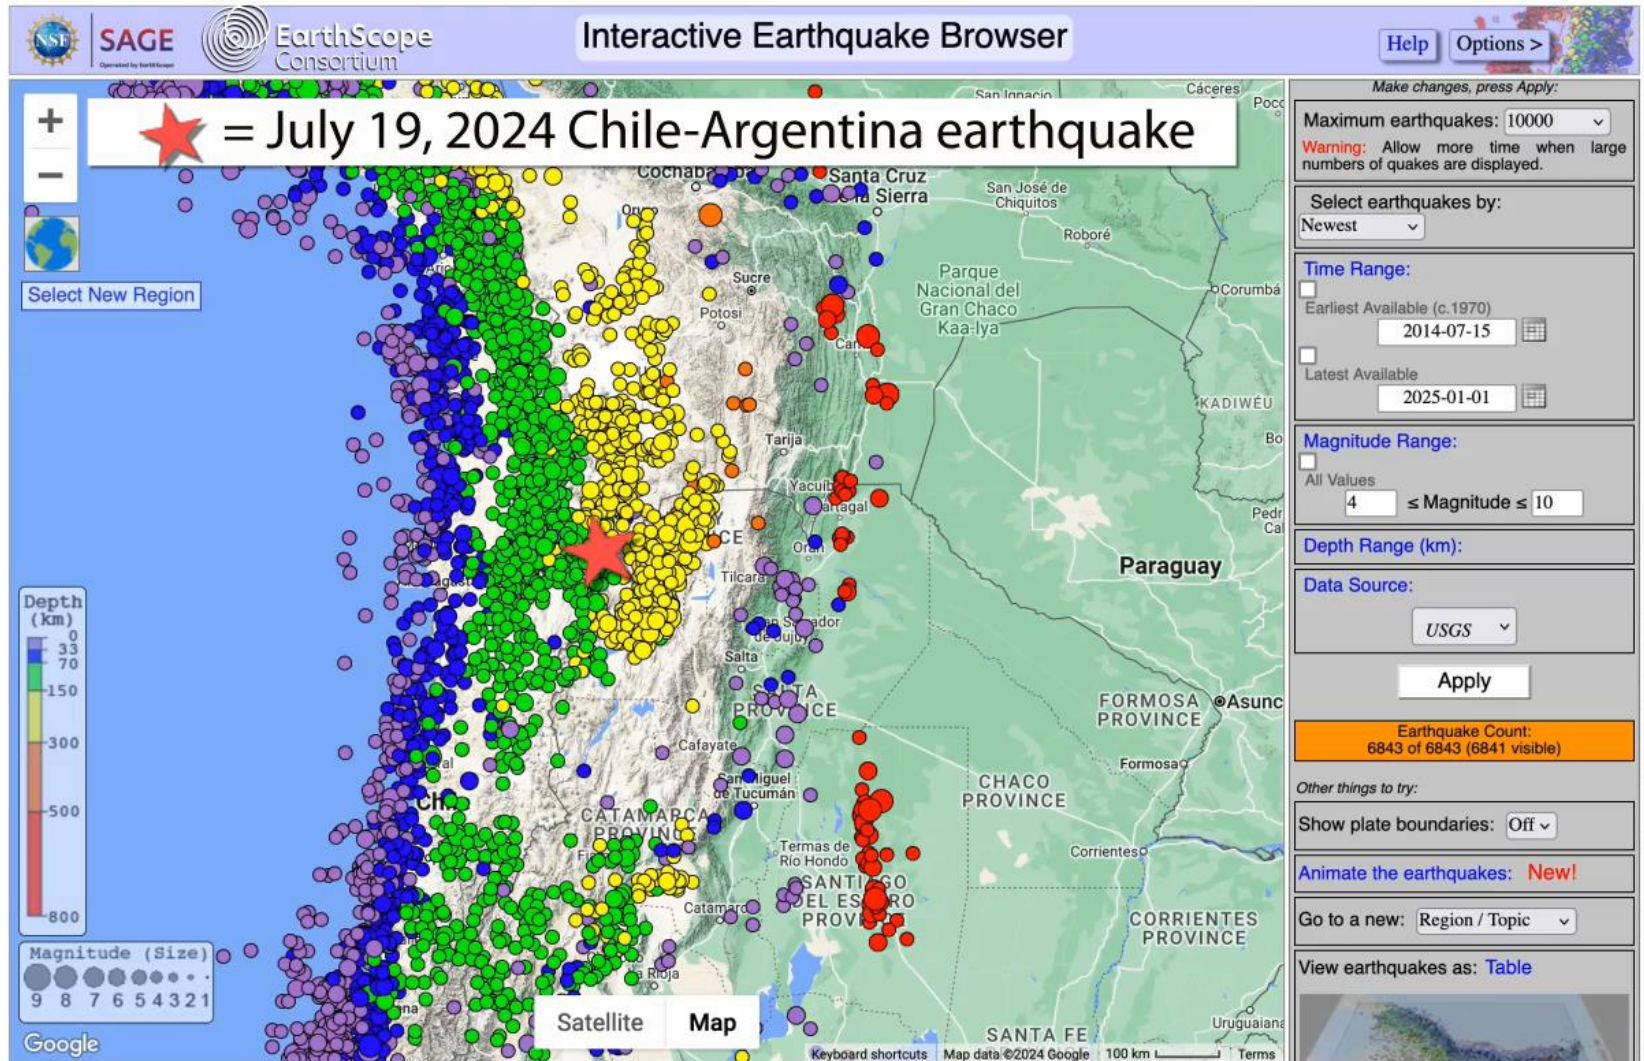 NSF
SAGE
Operated by EarthScope
EarthScope
Consortium
Interactive Earthquake Browser
Help
Options >
= July 19, 2024 Chile-Argentina earthquake
+
−
Select New Region
San Ignacio
Cáceres
Santa Cruz
de la Sierra
San José de
Chiquitos
Roboré
Corumbá
Parque
Nacional del
Gran Chaco
Kaa-Iya
Sucre
Potosi
KADIWÉU
Tarija
Tilcara
Paraguay
Salta
FORMOSA
PROVINCE
Asunc
Cafayate
Formosa
San Miguel
de Tucumán
CHACO
PROVINCE
CATAMARCA
PROVINCE
Termas de
Río Hondo
Corrientes
SANTIAGO
DEL ESTERO
PROVINCE
CORRIENTES
PROVINCE
SANTA FE
Uruguaiana
Depth
(km)
0
33
70
150
300
500
800
Magnitude (Size)
9 8 7 6 5 4 3 2 1
Google
Satellite
Map
Keyboard shortcuts
Map data ©2024 Google
100 km
Terms
Make changes, press Apply:
Maximum earthquakes: 10000
Warning: Allow more time when large
numbers of quakes are displayed.
Select earthquakes by:
Newest
Time Range:
Earliest Available (c.1970)
2014-07-15
Latest Available
2025-01-01
Magnitude Range:
All Values
4 ≤ Magnitude ≤ 10
Depth Range (km):
Data Source:
USGS
Apply
Earthquake Count:
6843 of 6843 (6841 visible)
Other things to try:
Show plate boundaries: Off
Animate the earthquakes: New!
Go to a new: Region / Topic
View earthquakes as: Table